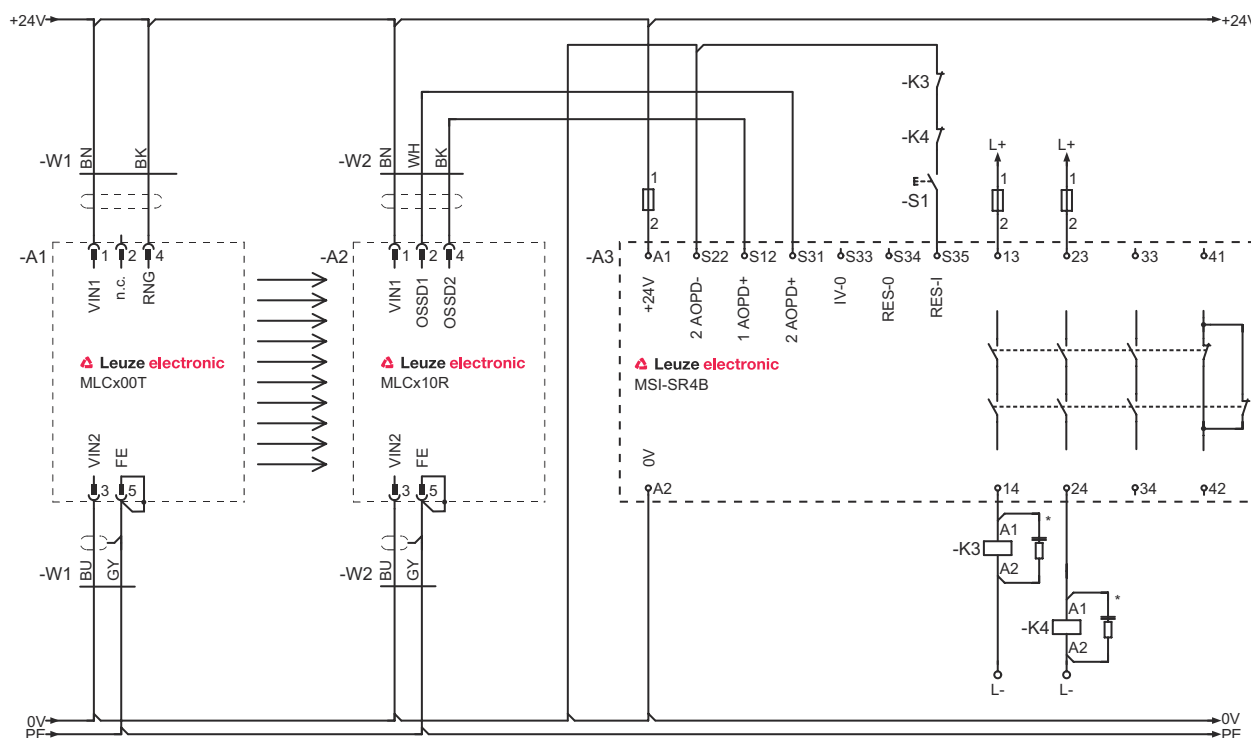 +24V
+24V
-K3
-K4
-S1
L+
L+
-W1
BN
BK
-W2
BN
WH
BK
1
2
1
2
1
2
-A1
1
2
4
-A2
1
2
4
-A3
A1
S22
S12
S31
S33
S34
S35
13
23
33
41
VIN1
n.c.
RNG
VIN1
OSSD1
OSSD2
+24V
2 AOPD-
1 AOPD+
2 AOPD+
IV-0
RES-0
RES-I
Leuze electronic
MLCx00T
Leuze electronic
MLCx10R
Leuze electronic
MSI-SR4B
VIN2
FE
VIN2
FE
0V
3
5
3
5
A2
14
24
34
42
-W1
BU
GY
-W2
BU
GY
-K3
A1
A2
*
-K4
A1
A2
*
L-
L-
0V
0V
PE
PE